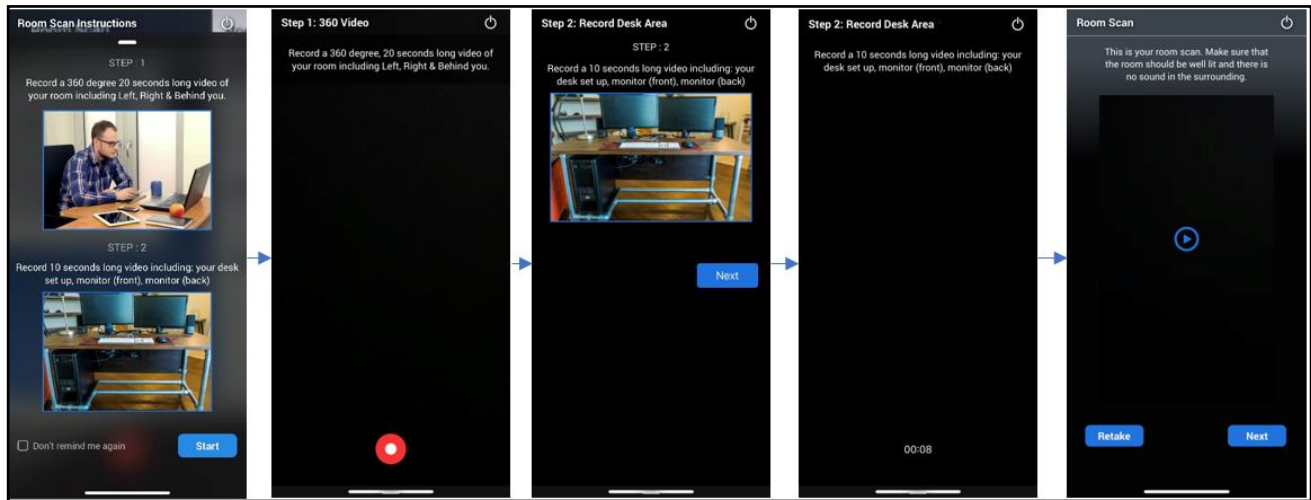 Room Scan Instructions
STEP : 1
Record a 360 degree 20 seconds long video of
your room including Left, Right & Behind you.
STEP : 2
Record 10 seconds long video including: your desk
set up, monitor (front), monitor (back)
Don't remind me again
Start
Step 1: 360 Video
Record a 360 degree, 20 seconds long video of
your room including Left, Right & Behind you.
Step 2: Record Desk Area
STEP : 2
Record a 10 seconds long video including: your
desk set up, monitor (front), monitor (back)
Next
Step 2: Record Desk Area
Record a 10 seconds long video including: your
desk set up, monitor (front), monitor (back)
00:08
Room Scan
This is your room scan. Make sure that
the room should be well lit and there is
no sound in the surrounding.
Retake
Next